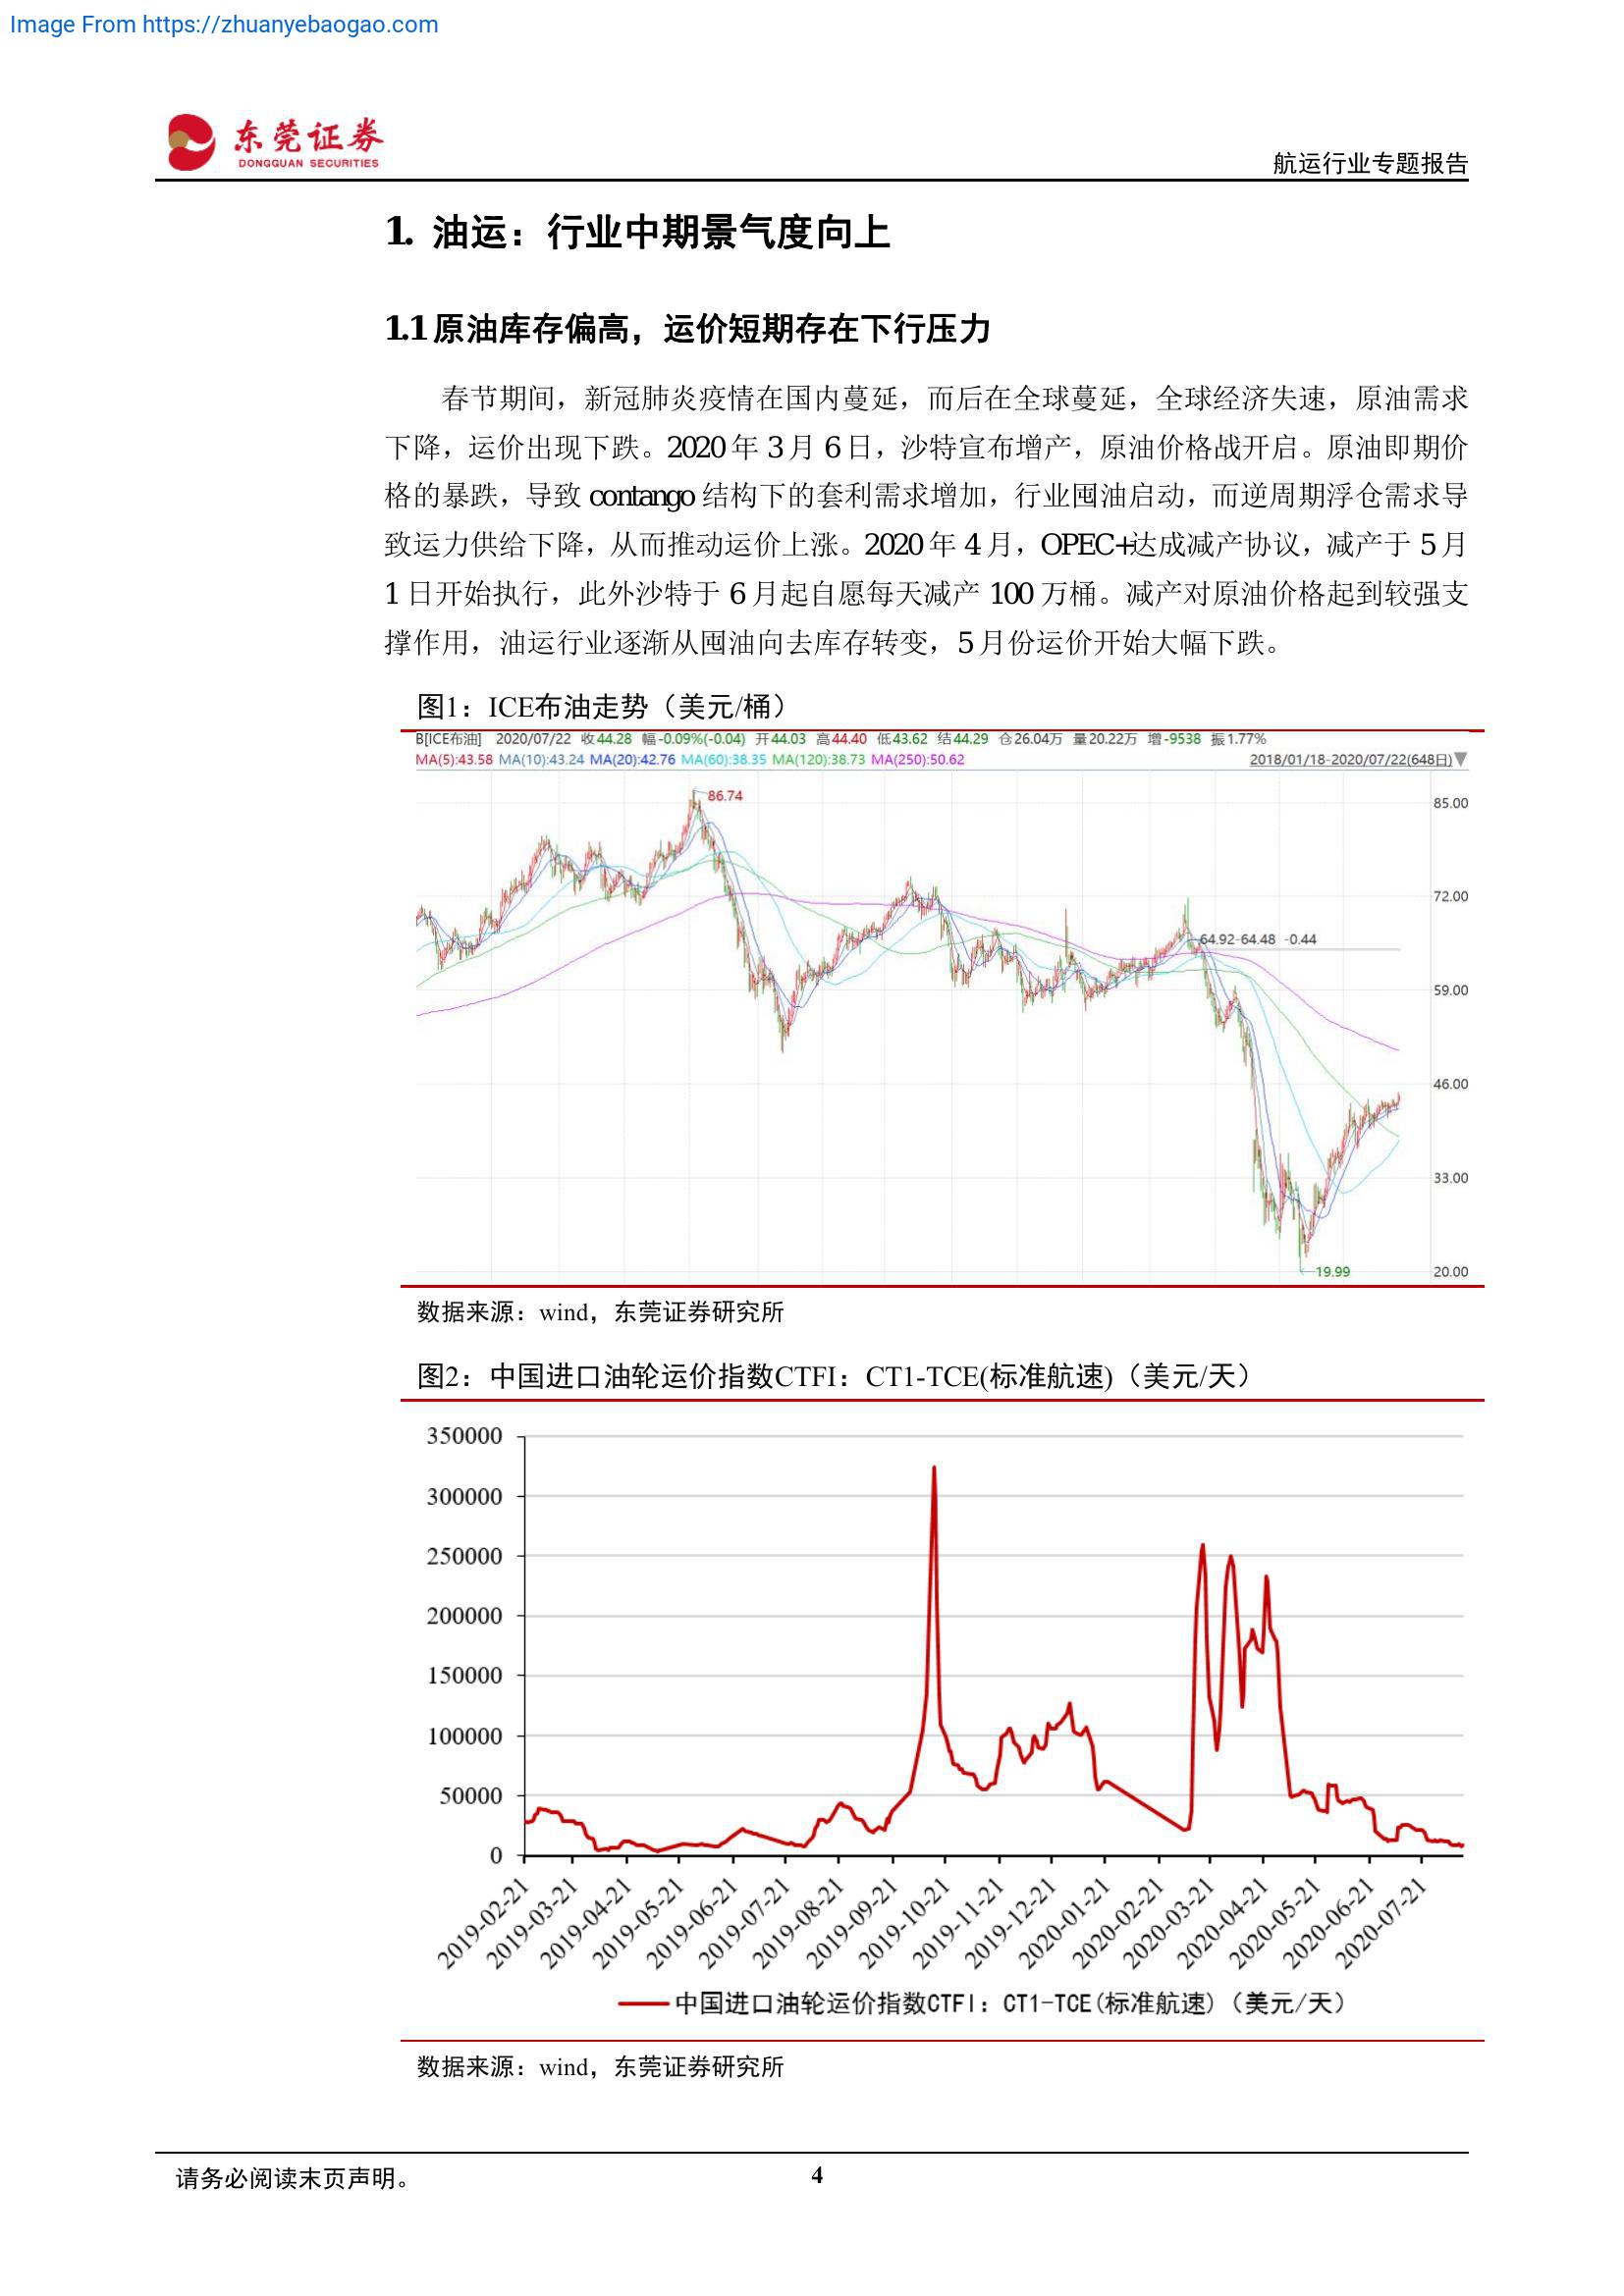 Image From https://zhuanyebaogao.com
东莞证券
DONGGUAN SECURITIES
航运行业专题报告
1. 油运：行业中期景气度向上
1.1 原油库存偏高，运价短期存在下行压力
春节期间，新冠肺炎疫情在国内蔓延，而后在全球蔓延，全球经济失速，原油需求
下降，运价出现下跌。2020 年 3 月 6 日，沙特宣布增产，原油价格战开启。原油即期价
格的暴跌，导致 contango 结构下的套利需求增加，行业囤油启动，而逆周期浮仓需求导
致运力供给下降，从而推动运价上涨。2020 年 4 月，OPEC+达成减产协议，减产于 5 月
1 日开始执行，此外沙特于 6 月起自愿每天减产 100 万桶。减产对原油价格起到较强支
撑作用，油运行业逐渐从囤油向去库存转变，5 月份运价开始大幅下跌。
图1：ICE布油走势（美元/桶）
B[ICE布油] 2020/07/22 收44.28 幅-0.09%(-0.04) 开44.03 高44.40 低43.62 结44.29 仓26.04万 量20.22万 增-9538 振1.77%
MA(5):43.58 MA(10):43.24 MA(20):42.76 MA(60):38.35 MA(120):38.73 MA(250):50.62 2018/01/18-2020/07/22(648日)▼
86.74
85.00
72.00
64.92-64.48 -0.44
59.00
46.00
33.00
19.99
20.00
数据来源：wind，东莞证券研究所
图2：中国进口油轮运价指数CTFI：CT1-TCE(标准航速)（美元/天）
350000
300000
250000
200000
150000
100000
50000
0
2019-02-21
2019-03-21
2019-04-21
2019-05-21
2019-06-21
2019-07-21
2019-08-21
2019-09-21
2019-10-21
2019-11-21
2019-12-21
2020-01-21
2020-02-21
2020-03-21
2020-04-21
2020-05-21
2020-06-21
2020-07-21
中国进口油轮运价指数CTFI：CT1-TCE(标准航速)（美元/天）
数据来源：wind，东莞证券研究所
请务必阅读末页声明。
4